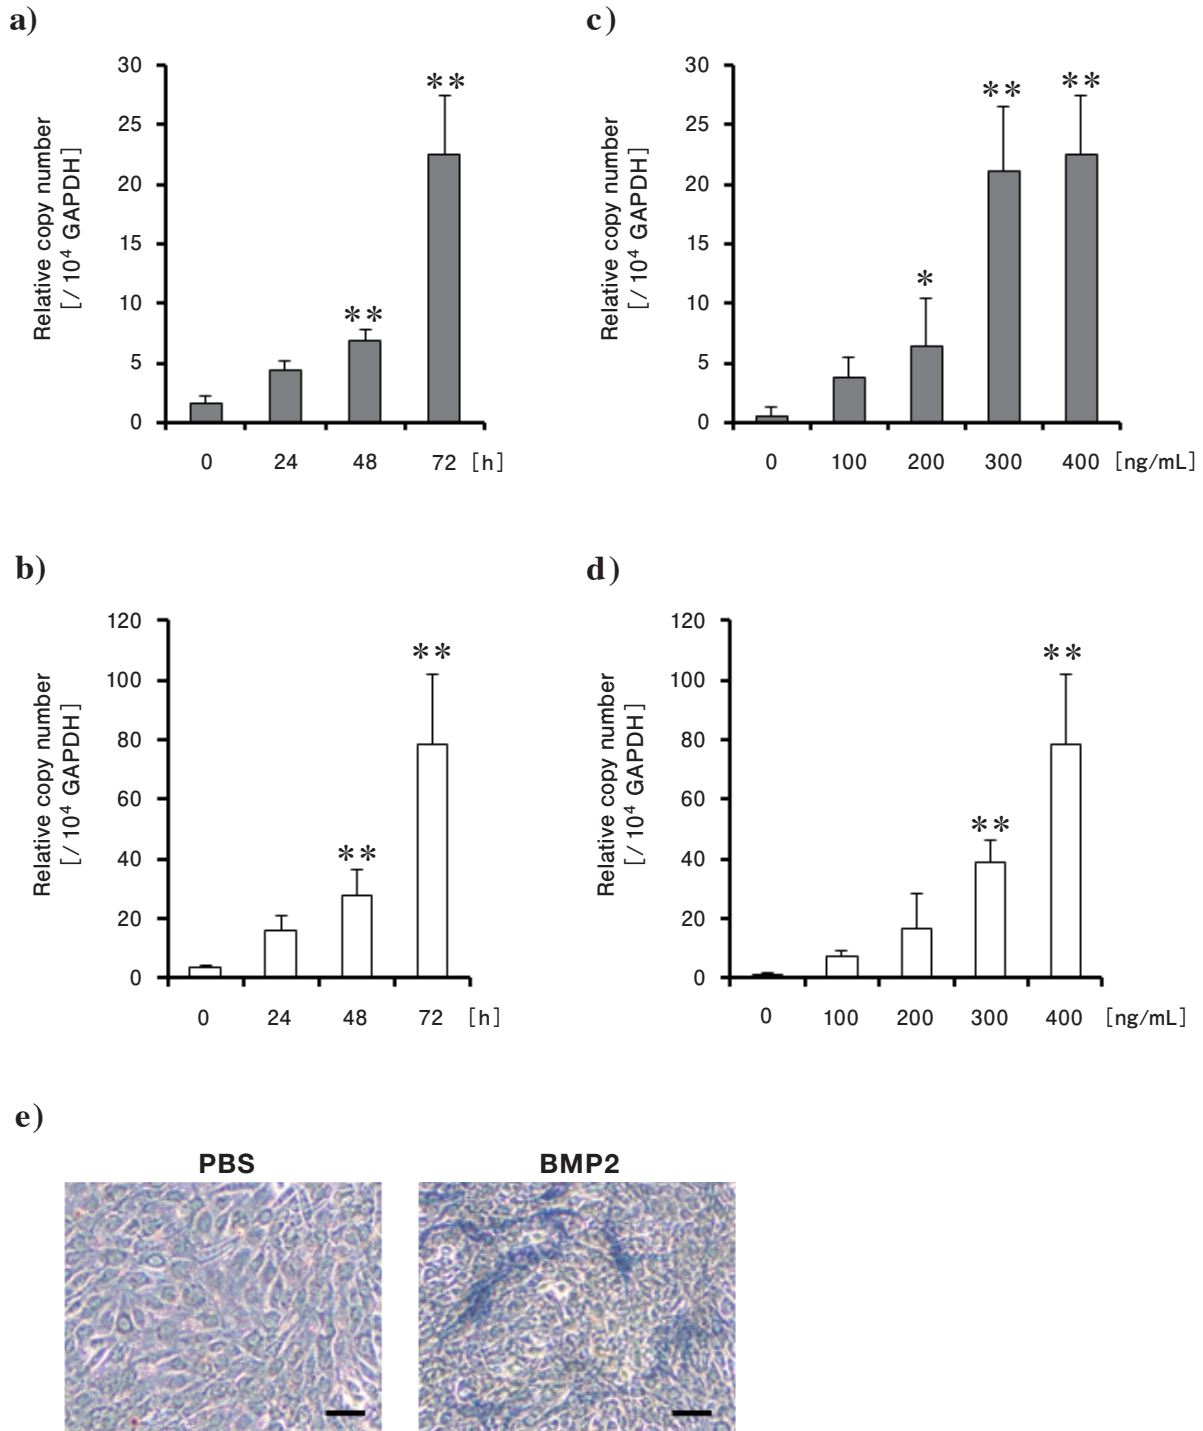 a)
30
25
20
15
10
5
0
Relative copy number
[/ 10⁴ GAPDH]
**
**
0 24 48 72 [h]
c)
30
25
20
15
10
5
0
Relative copy number
[/ 10⁴ GAPDH]
*
**
**
0 100 200 300 400 [ng/mL]
b)
120
100
80
60
40
20
0
Relative copy number
[/ 10⁴ GAPDH]
**
**
0 24 48 72 [h]
d)
120
100
80
60
40
20
0
Relative copy number
[/ 10⁴ GAPDH]
**
**
0 100 200 300 400 [ng/mL]
e)
PBS
BMP2